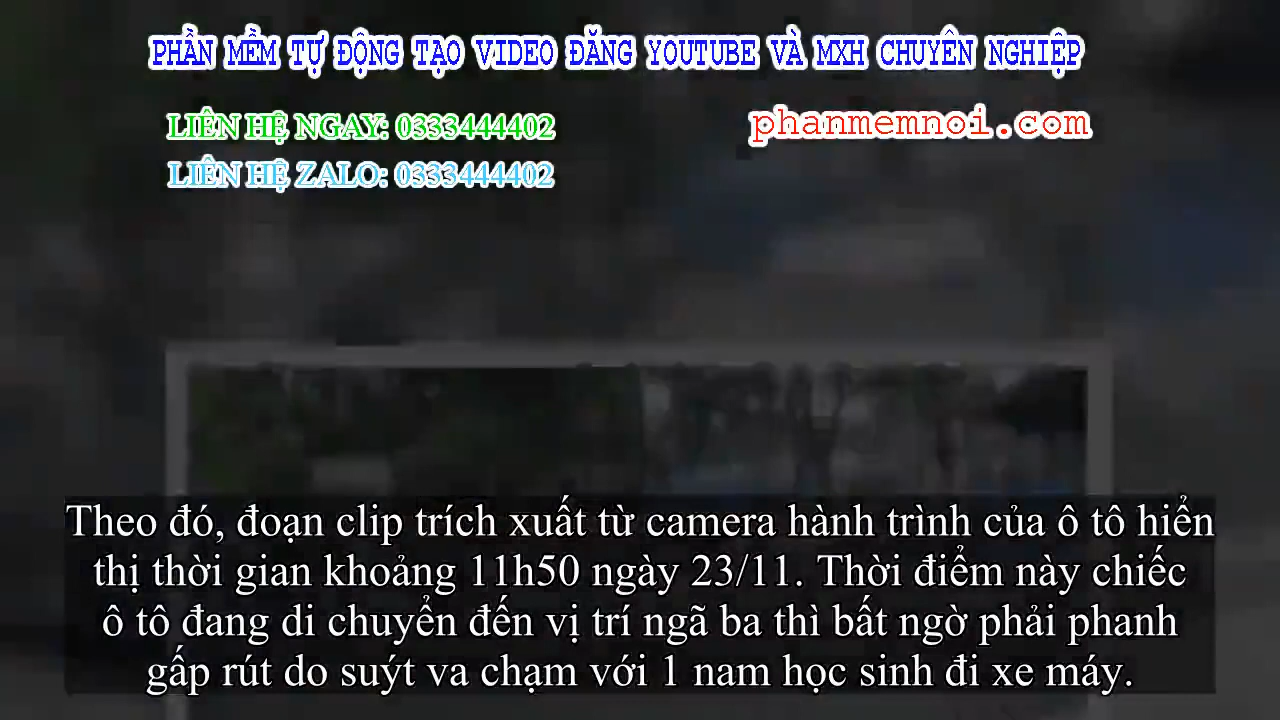 PHẦN MỀM TỰ ĐỘNG TẠO VIDEO ĐĂNG YOUTUBE VÀ MXH CHUYÊN NGHIỆP
LIÊN HỆ NGAY: 0333444402
phanmemnoi.com
LIÊN HỆ ZALO: 0333444402
Theo đó, đoạn clip trích xuất từ camera hành trình của ô tô hiển
thị thời gian khoảng 11h50 ngày 23/11. Thời điểm này chiếc
ô tô đang di chuyển đến vị trí ngã ba thì bất ngờ phải phanh
gấp rút do suýt va chạm với 1 nam học sinh đi xe máy.